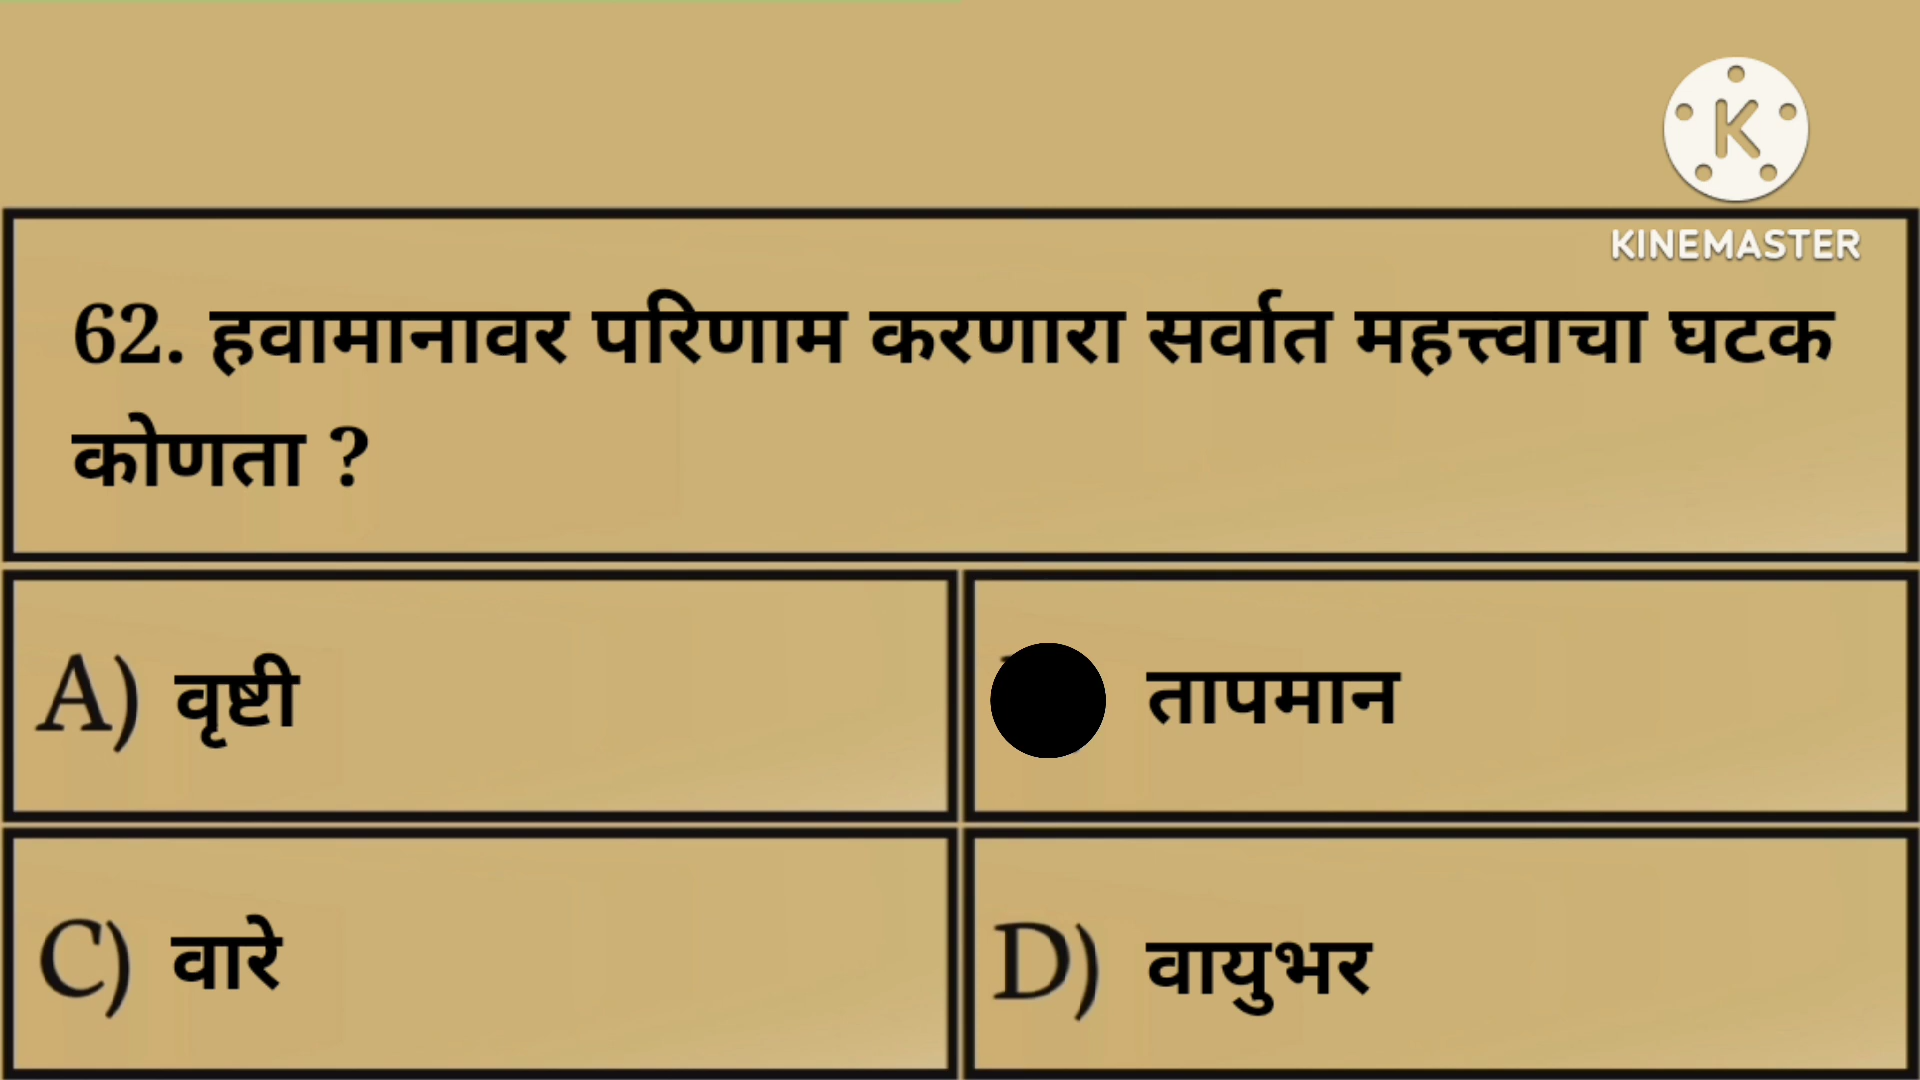 K
KINEMASTER
62. हवामानावर परिणाम करणारा सर्वात महत्त्वाचा घटक
कोणता ?
A) वृष्टी
तापमान
C) वारे
D) वायुभर